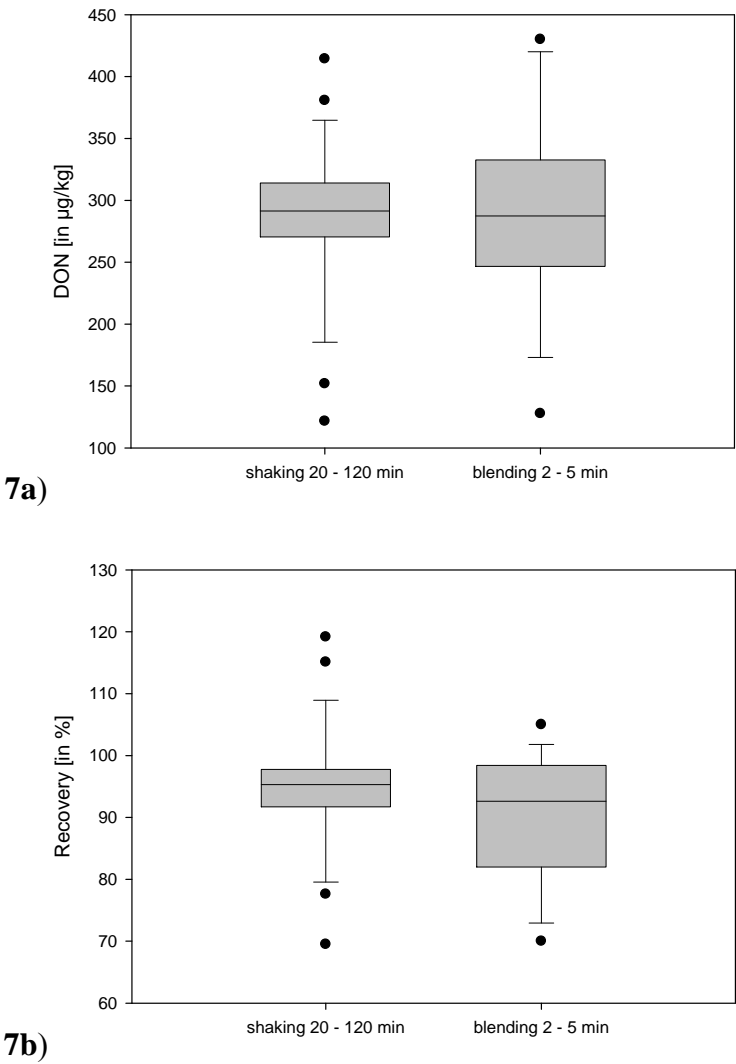 450
400
350
300
250
200
150
100
DON [in µg/kg]
shaking 20 - 120 min
blending 2 - 5 min
7a)
130
120
110
100
90
80
70
60
Recovery [in %]
shaking 20 - 120 min
blending 2 - 5 min
7b)